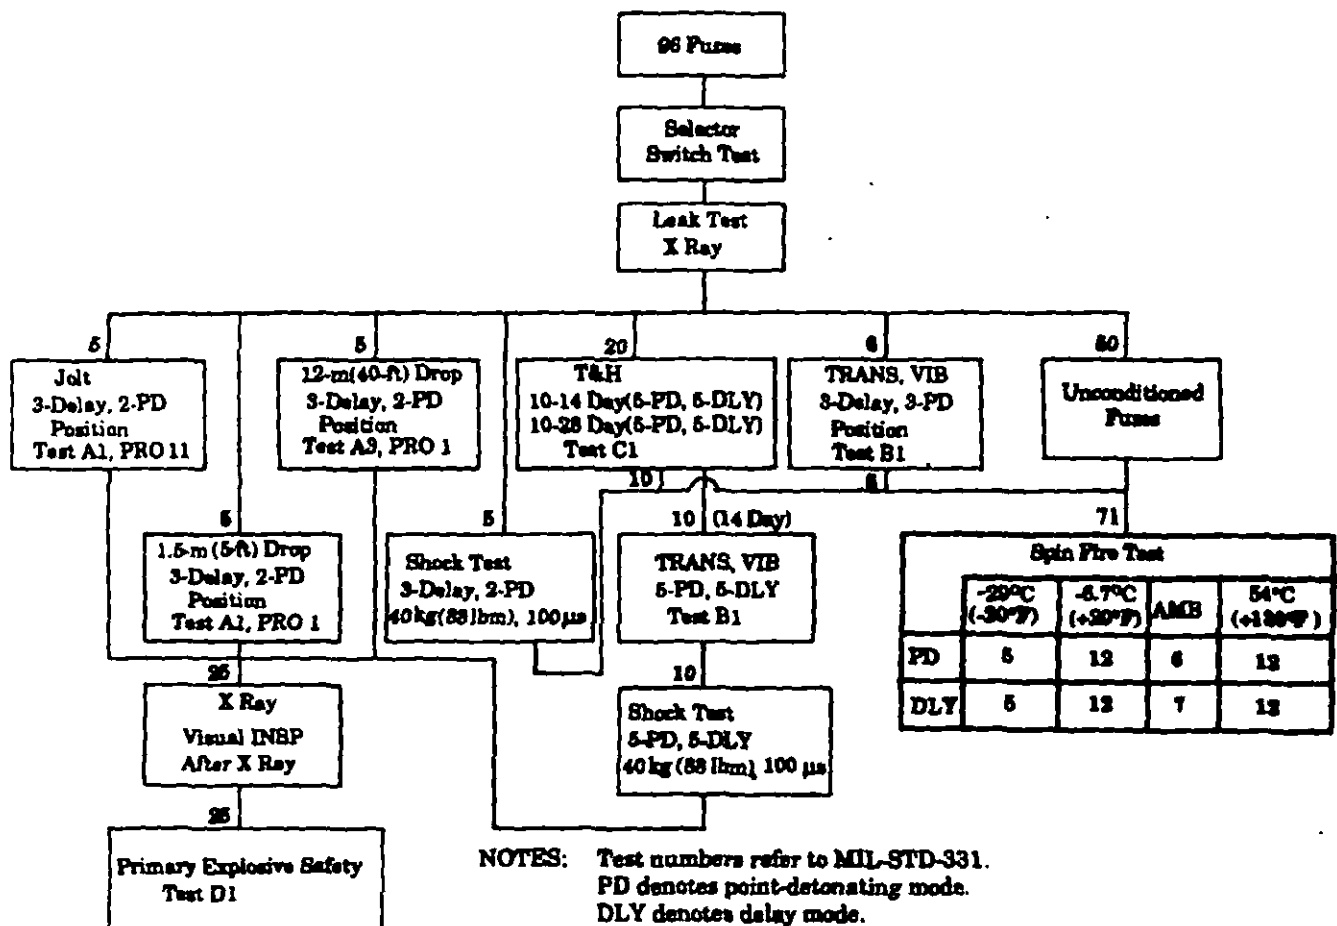 96 Fuzes
Selector
Switch Test
Leak Test
X Ray
5
5
20
6
50
Jolt
3-Delay, 2-PD
Position
Test A1, PRO 11
12-m(40-ft) Drop
3-Delay, 2-PD
Position
Test A3, PRO 1
T&H
10-14 Day(5-PD, 5-DLY)
10-28 Day(5-PD, 5-DLY)
Test C1
TRANS, VIB
3-Delay, 3-PD
Position
Test B1
Unconditioned
Fuzes
10
6
5
5
10 (14 Day)
71
1.5-m(5-ft) Drop
3-Delay, 2-PD
Position
Test A1, PRO 1
Shock Test
3-Delay, 2-PD
40 kg(88 lbm), 100 µs
TRANS, VIB
5-PD, 5-DLY
Test B1
Spin Fire Test
-29°C (-30°F) -6.7°C (+20°F) AMB 54°C (+130°F)
PD 5 12 6 12
DLY 5 12 7 12
25
X Ray
Visual INSP
After X Ray
10
Shock Test
5-PD, 5-DLY
40 kg (88 lbm), 100 µs
25
Primary Explosive Safety
Test D1
NOTES: Test numbers refer to MIL-STD-331.
PD denotes point-detonating mode.
DLY denotes delay mode.